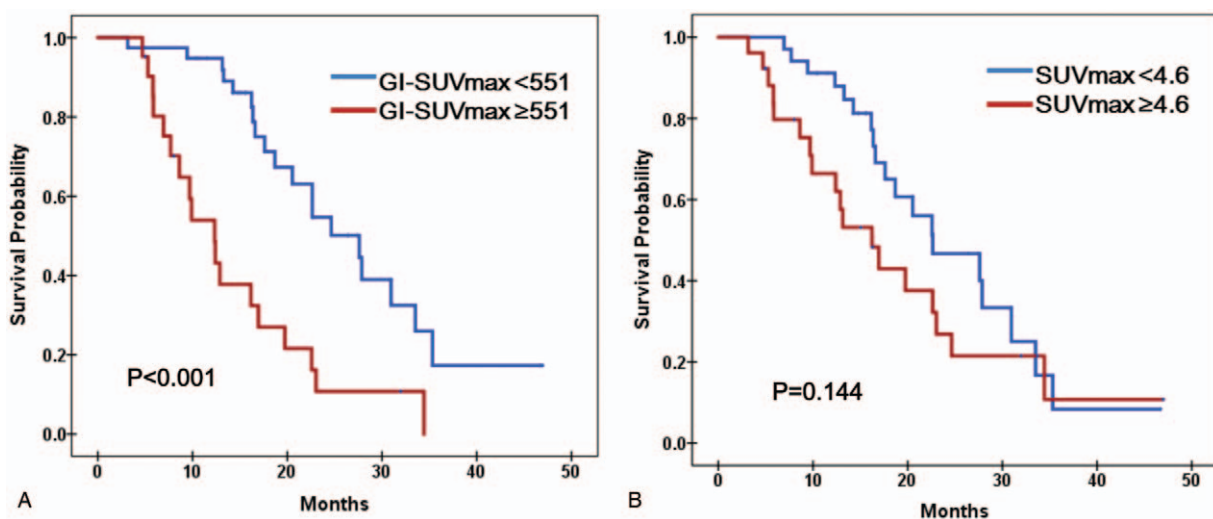 1.0
0.8
0.6
0.4
0.2
0.0
Survival Probability
GI-SUVmax <551
GI-SUVmax ≥551
P<0.001
0 10 20 30 40 50
Months
A
1.0
0.8
0.6
0.4
0.2
0.0
Survival Probability
SUVmax <4.6
SUVmax ≥4.6
P=0.144
0 10 20 30 40 50
Months
B